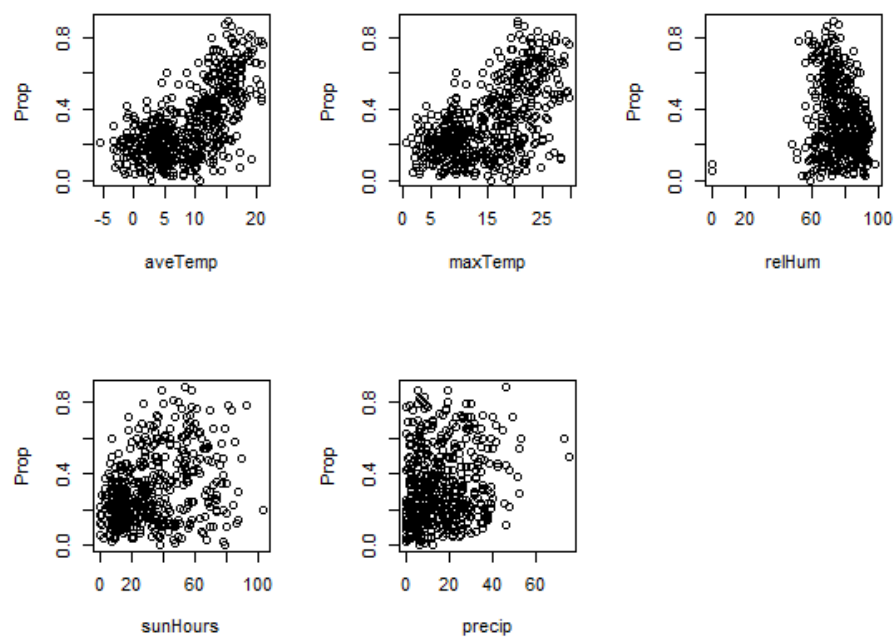 Prop
0.0 0.4 0.8
-5 0 5 10 20
aveTemp
Prop
0.0 0.4 0.8
0 5 15 25
maxTemp
Prop
0.0 0.4 0.8
0 20 60 100
relHum
Prop
0.0 0.4 0.8
0 20 60 100
sunHours
Prop
0.0 0.4 0.8
0 20 40 60
precip